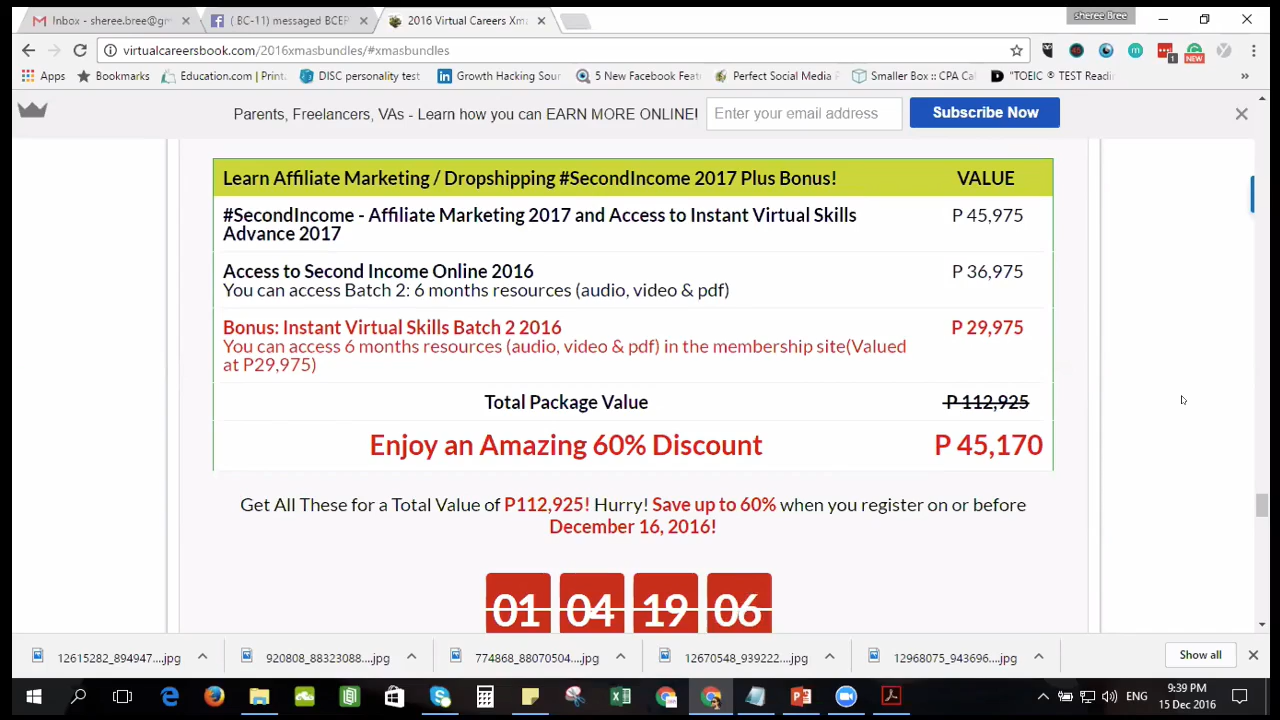 Inbox - sheree.bree@gm
( BC-11) messaged BCEP
2016 Virtual Careers Xma
sheree Bree
virtualcareersbook.com/2016xmasbundles/#xmasbundles
Apps
Bookmarks
Education.com | Print.
DISC personality test
Growth Hacking Sour
5 New Facebook Feat
Perfect Social Media
Smaller Box :: CPA Cal
"TOEIC ® TEST Readin
»
1
NEW
Parents, Freelancers, VAs - Learn how you can EARN MORE ONLINE!
Enter your email address
Subscribe Now
Learn Affiliate Marketing / Dropshipping #SecondIncome 2017 Plus Bonus! VALUE
#SecondIncome - Affiliate Marketing 2017 and Access to Instant Virtual Skills P 45,975
Advance 2017
Access to Second Income Online 2016 P 36,975
You can access Batch 2: 6 months resources (audio, video & pdf)
Bonus: Instant Virtual Skills Batch 2 2016 P 29,975
You can access 6 months resources (audio, video & pdf) in the membership site(Valued
at P29,975)
Total Package Value P 112,925
Enjoy an Amazing 60% Discount P 45,170
Get All These for a Total Value of P112,925! Hurry! Save up to 60% when you register on or before
December 16, 2016!
01 04 19 06
12615282_894947....jpg
920808_88323088....jpg
774868_88070504....jpg
12670548_939222....jpg
12968075_943696....jpg
Show all
ENG
9:39 PM
15 Dec 2016